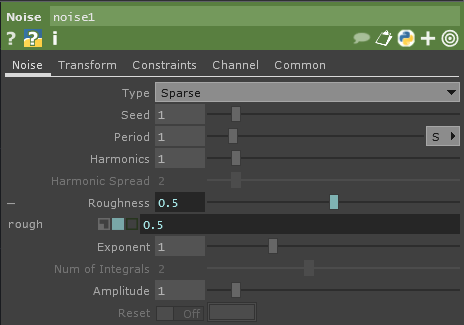 Noise noise1
? ? i
Noise Transform Constraints Channel Common
Type Sparse
Seed 1
Period 1 S
Harmonics 1
Harmonic Spread 2
Roughness 0.5
rough 0.5
Exponent 1
Num of Integrals 2
Amplitude 1
Reset Off